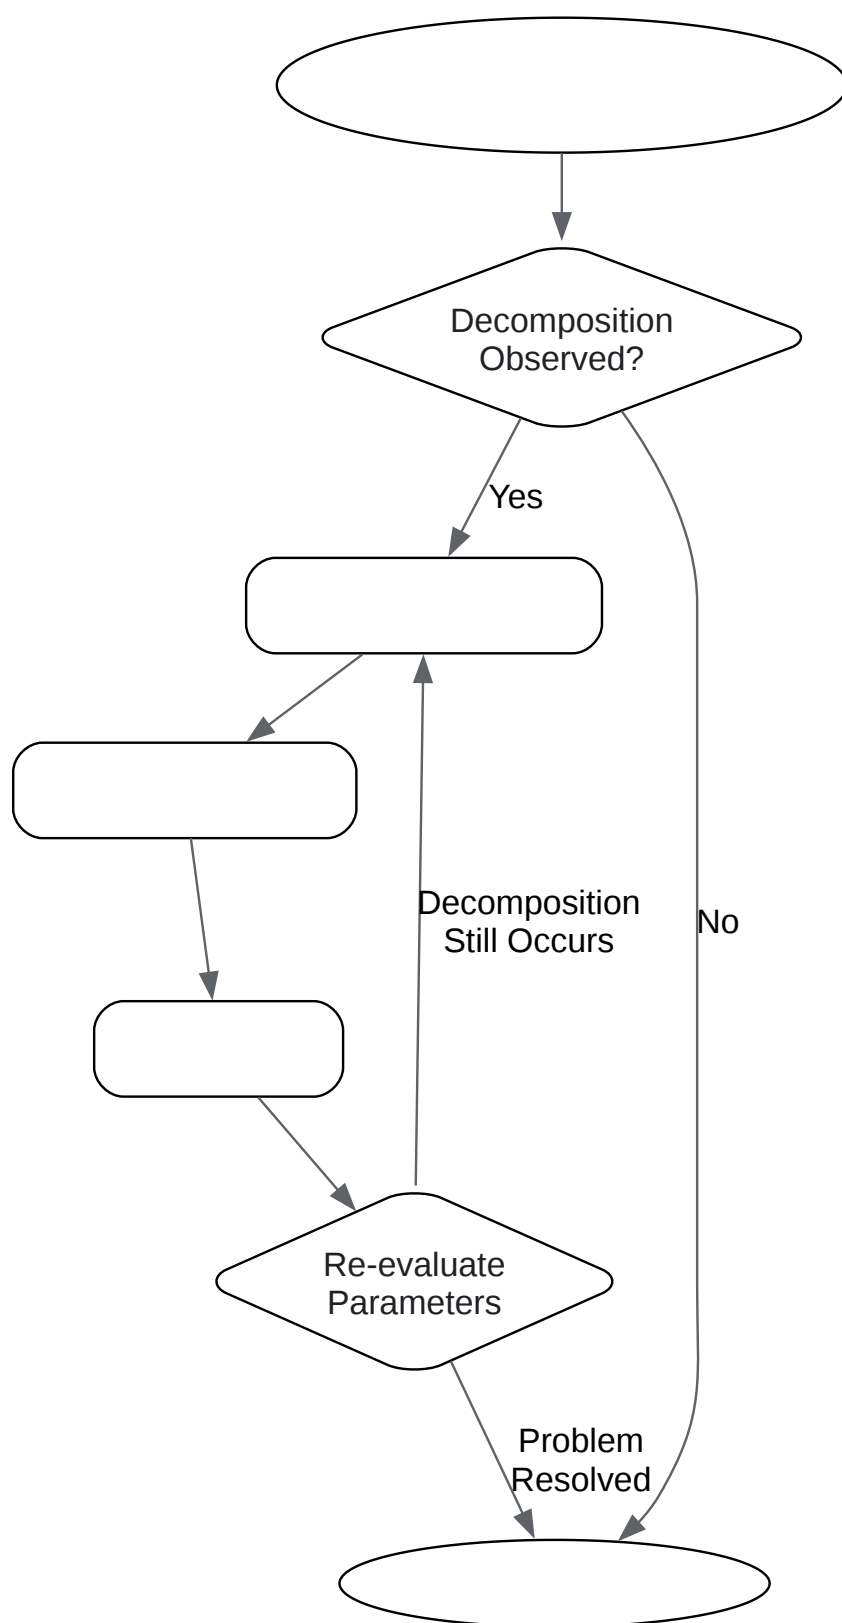 Decomposition
Observed?
Yes
Decomposition
Still Occurs
No
Re-evaluate
Parameters
Problem
Resolved